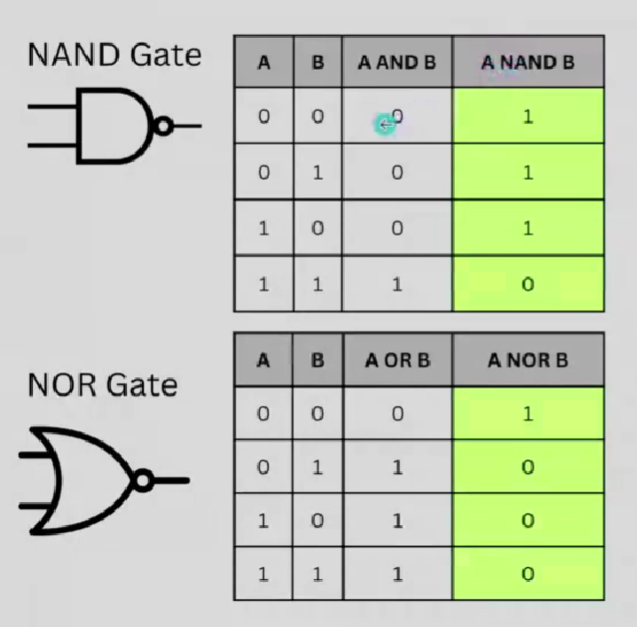 NAND Gate
A B A AND B A NAND B
0 0 0 1
0 1 0 1
1 0 0 1
1 1 1 0
NOR Gate
A B A OR B A NOR B
0 0 0 1
0 1 1 0
1 0 1 0
1 1 1 0